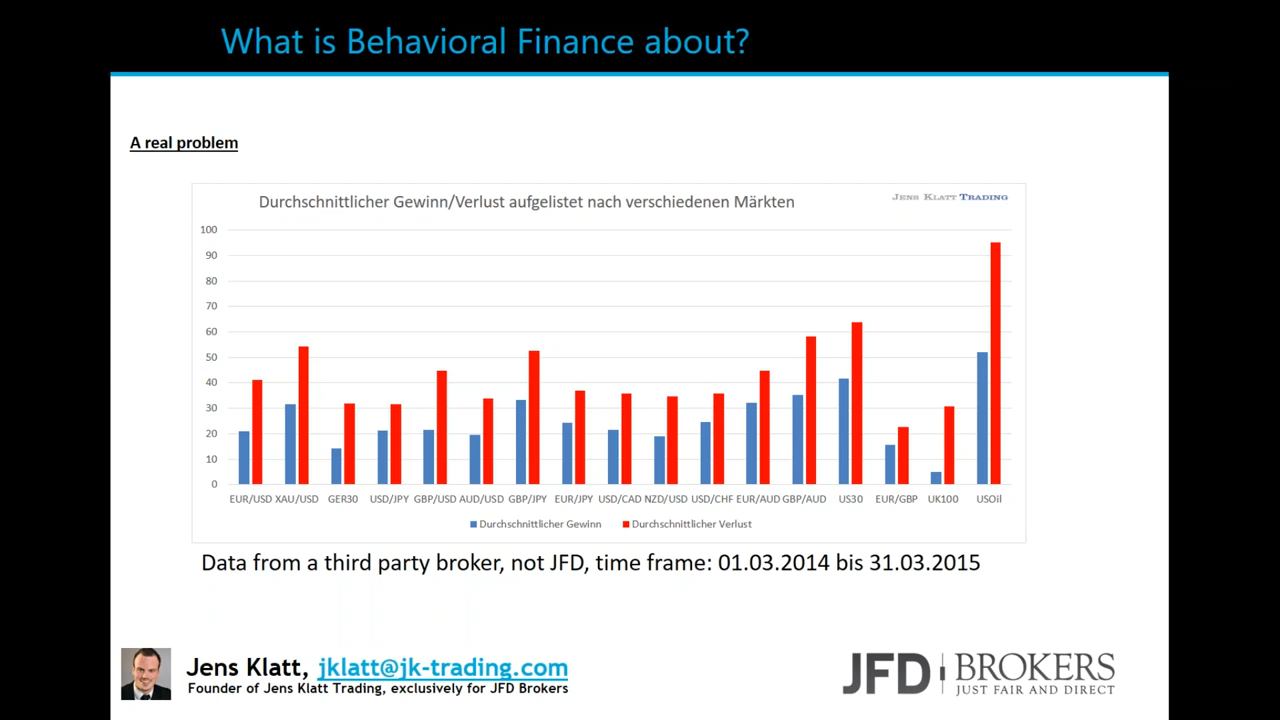 What is Behavioral Finance about?
A real problem
Durchschnittlicher Gewinn/Verlust aufgelistet nach verschiedenen Märkten
JENS KLATT TRADING
100
90
80
70
60
50
40
30
20
10
0
EUR/USD XAU/USD GER30 USD/JPY GBP/USD AUD/USD GBP/JPY EUR/JPY USD/CAD NZD/USD USD/CHF EUR/AUD GBP/AUD US30 EUR/GBP UK100 USOil
Durchschnittlicher Gewinn Durchschnittlicher Verlust
Data from a third party broker, not JFD, time frame: 01.03.2014 bis 31.03.2015
Jens Klatt, jklatt@jk-trading.com
Founder of Jens Klatt Trading, exclusively for JFD Brokers
JFD BROKERS
JUST FAIR AND DIRECT